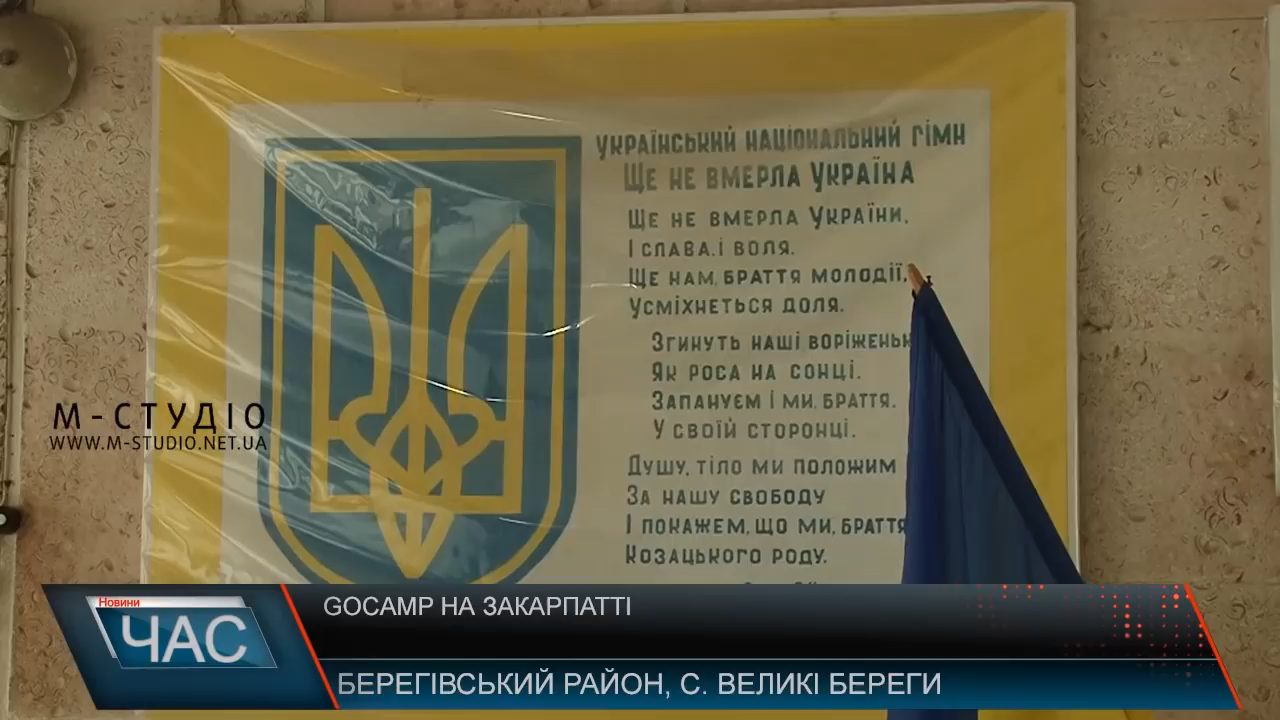 УКРАЇНСЬКИЙ НАЦІОНАЛЬНИЙ ГІМН
ЩЕ НЕ ВМЕРЛА УКРАЇНА
ЩЕ НЕ ВМЕРЛА УКРАЇНИ,
І СЛАВА, І ВОЛЯ.
ЩЕ НАМ, БРАТТЯ МОЛОДІЇ,
УСМІХНЕТЬСЯ ДОЛЯ.
ЗГИНУТЬ НАШІ ВОРІЖЕНЬК
ЯК РОСА НА СОНЦІ.
ЗАПАНУЄМ І МИ, БРАТТЯ,
У СВОЇЙ СТОРОНЦІ.
ДУШУ, ТІЛО МИ ПОЛОЖИМ
ЗА НАШУ СВОБОДУ
І ПОКАЖЕМ, ЩО МИ, БРАТТЯ
КОЗАЦЬКОГО РОДУ.
М-СТУДІО
WWW.M-STUDIO.NET.UA
Новини
ЧАС
GOCAMP НА ЗАКАРПАТТІ
БЕРЕГІВСЬКИЙ РАЙОН, С. ВЕЛИКІ БЕРЕГИ